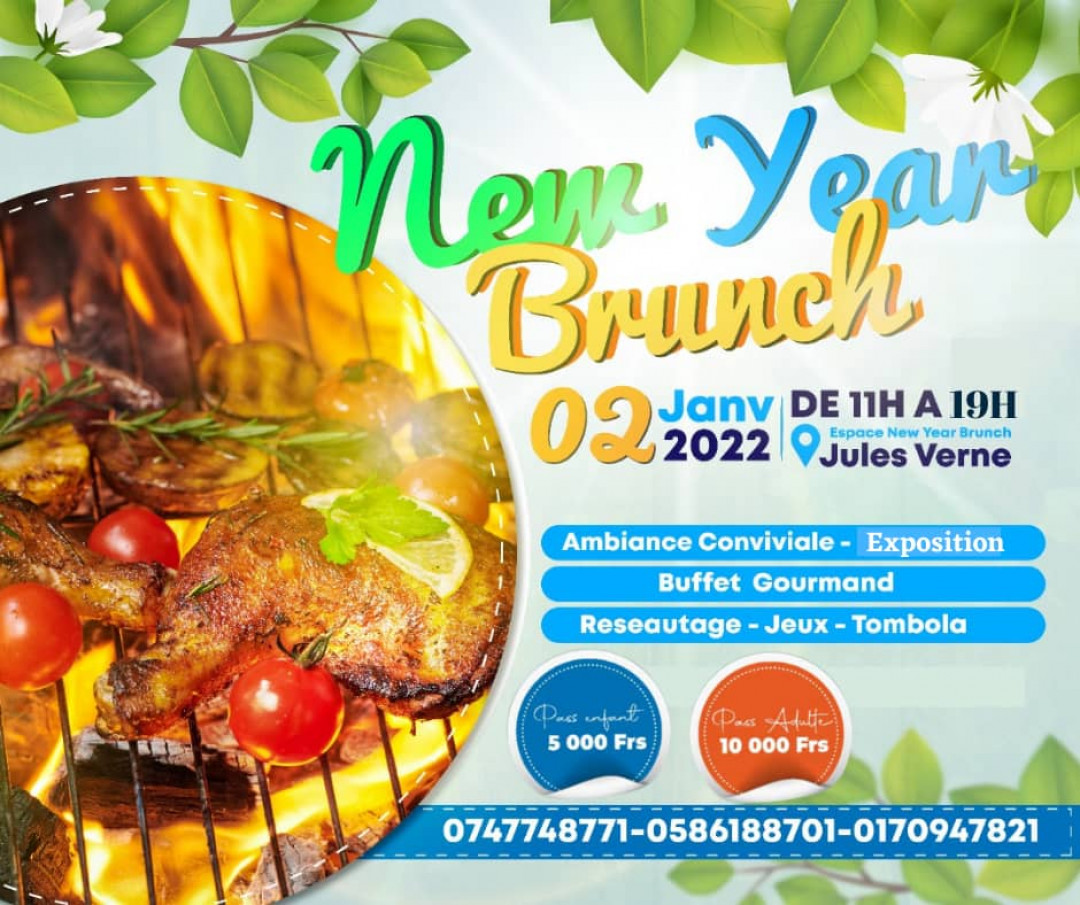 New Year
Brunch
02 Janv 2022
DE 11H A 19H
Espace New Year Brunch
Jules Verne
Ambiance Conviviale - Exposition
Buffet Gourmand
Reseautage - Jeux - Tombola
Pass enfant
5 000 Frs
Pass Adulte
10 000 Frs
0747748771-0586188701-0170947821